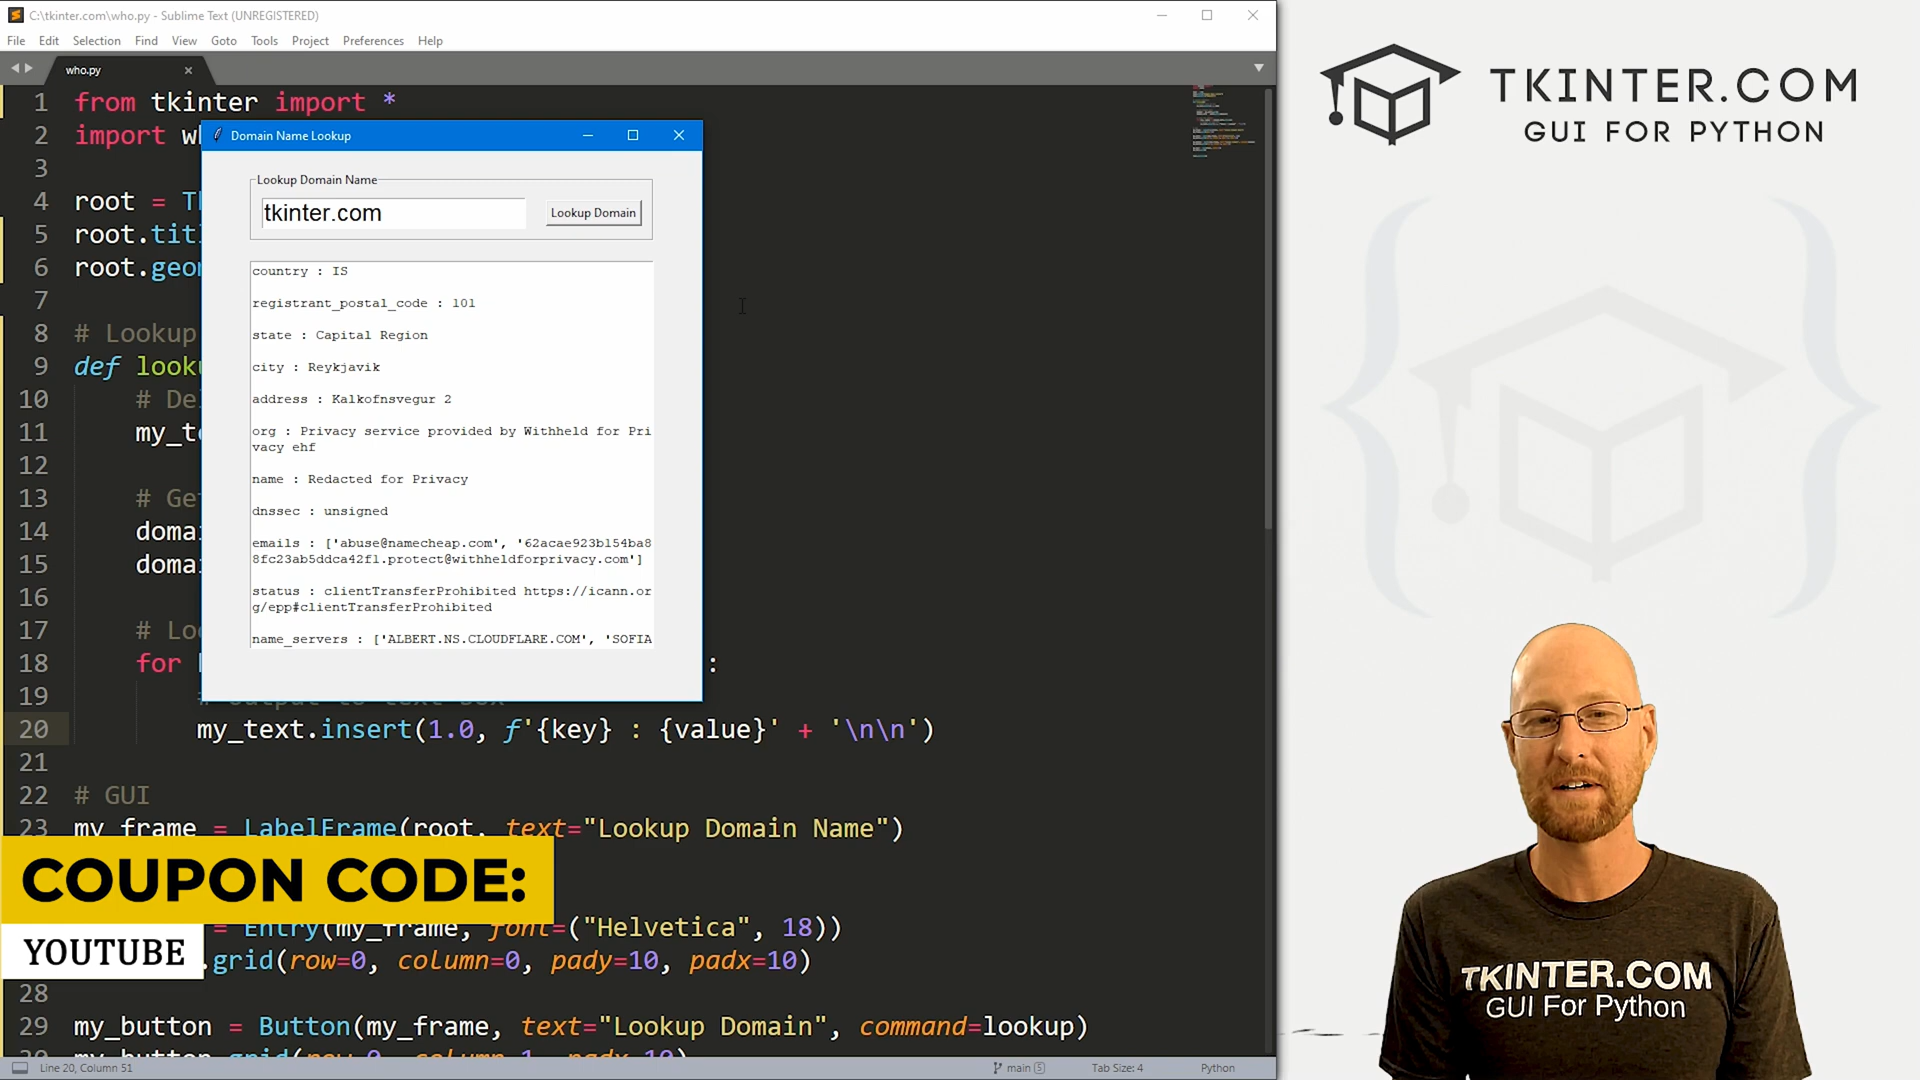 C:\tkinter.com\who.py - Sublime Text (UNREGISTERED)
File Edit Selection Find View Goto Tools Project Preferences Help
who.py
1 from tkinter import *
2 import
3
4 root =
5 root.
6 root.
7
8 # Lookup
9 def
10 #
11
12
13 #
14
15
16
17 #
18 for :
19
20 my_text.insert(1.0, f'{key} : {value}' + '\n\n')
21
22 # GUI
23 my_frame = LabelFrame(root, text="Lookup Domain Name")
= Entry(my_frame, font=("Helvetica", 18))
.grid(row=0, column=0, pady=10, padx=10)
28
29 my_button = Button(my_frame, text="Lookup Domain", command=lookup)
Domain Name Lookup
Lookup Domain Name
tkinter.com
Lookup Domain
country : IS
registrant_postal_code : 101
state : Capital Region
city : Reykjavik
address : Kalkofnsvegur 2
org : Privacy service provided by Withheld for Pri
vacy ehf
name : Redacted for Privacy
dnssec : unsigned
emails : ['abuse@namecheap.com', '62acae923b154ba8
8fc23ab5ddca42f1.protect@withheldforprivacy.com']
status : clientTransferProhibited https://icann.or
g/epp#clientTransferProhibited
name_servers : ['ALBERT.NS.CLOUDFLARE.COM', 'SOFIA
COUPON CODE:
YOUTUBE
Line 20, Column 51
main 5
Tab Size: 4
Python
TKINTER.COM
GUI FOR PYTHON
TKINTER.COM
GUI For Python